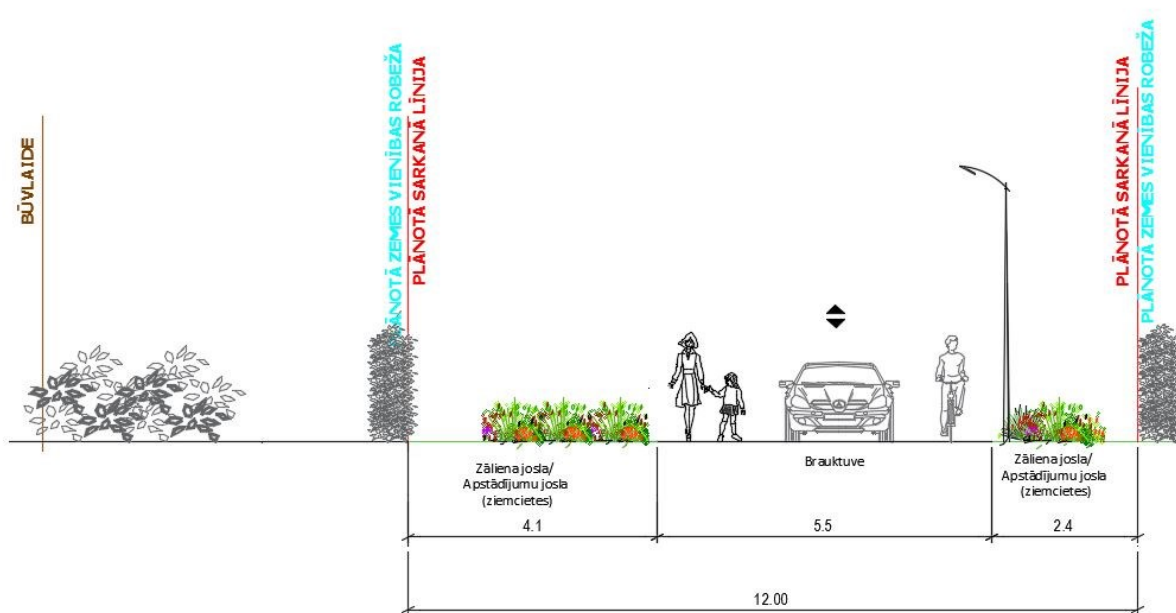 BŪVLAIDE
PLĀNOTĀ ZEMES VIENĪBAS ROBEŽA
PLĀNOTĀ SARKANĀ LĪNIJA
PLĀNOTĀ SARKANĀ LĪNIJA
PLĀNOTĀ ZEMES VIENĪBAS ROBEŽA
Zāliena josla/
Apstādījumu josla
(ziemcietes)
Brauktuve
Zāliena josla/
Apstādījumu josla
(ziemcietes)
4.1
5.5
2.4
12.00